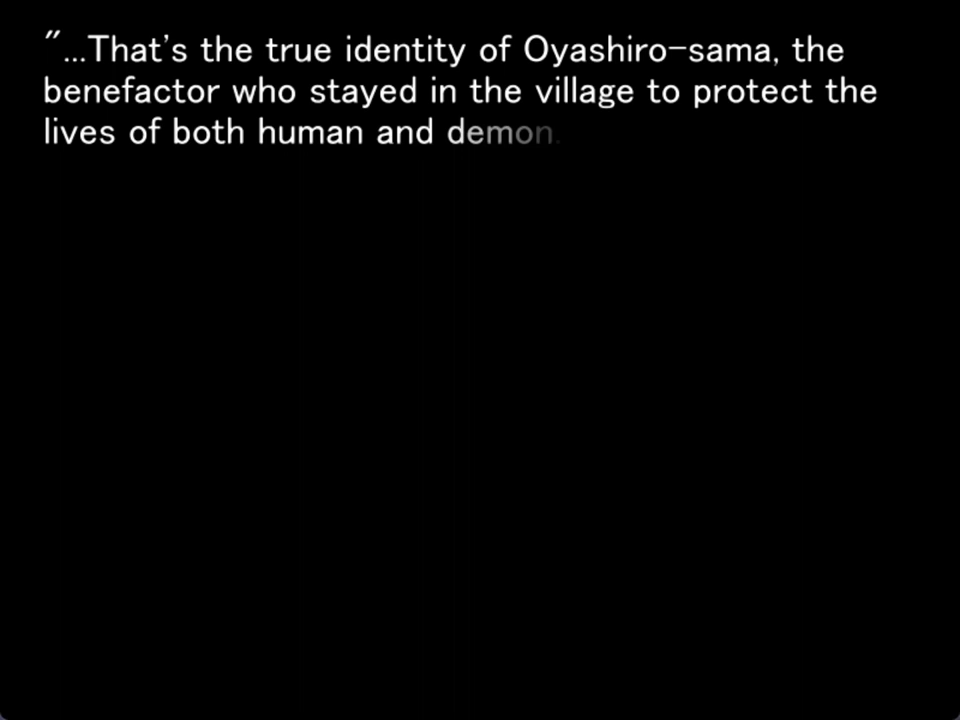 "...That's the true identity of Oyashiro-sama, the
benefactor who stayed in the village to protect the
lives of both human and demon.